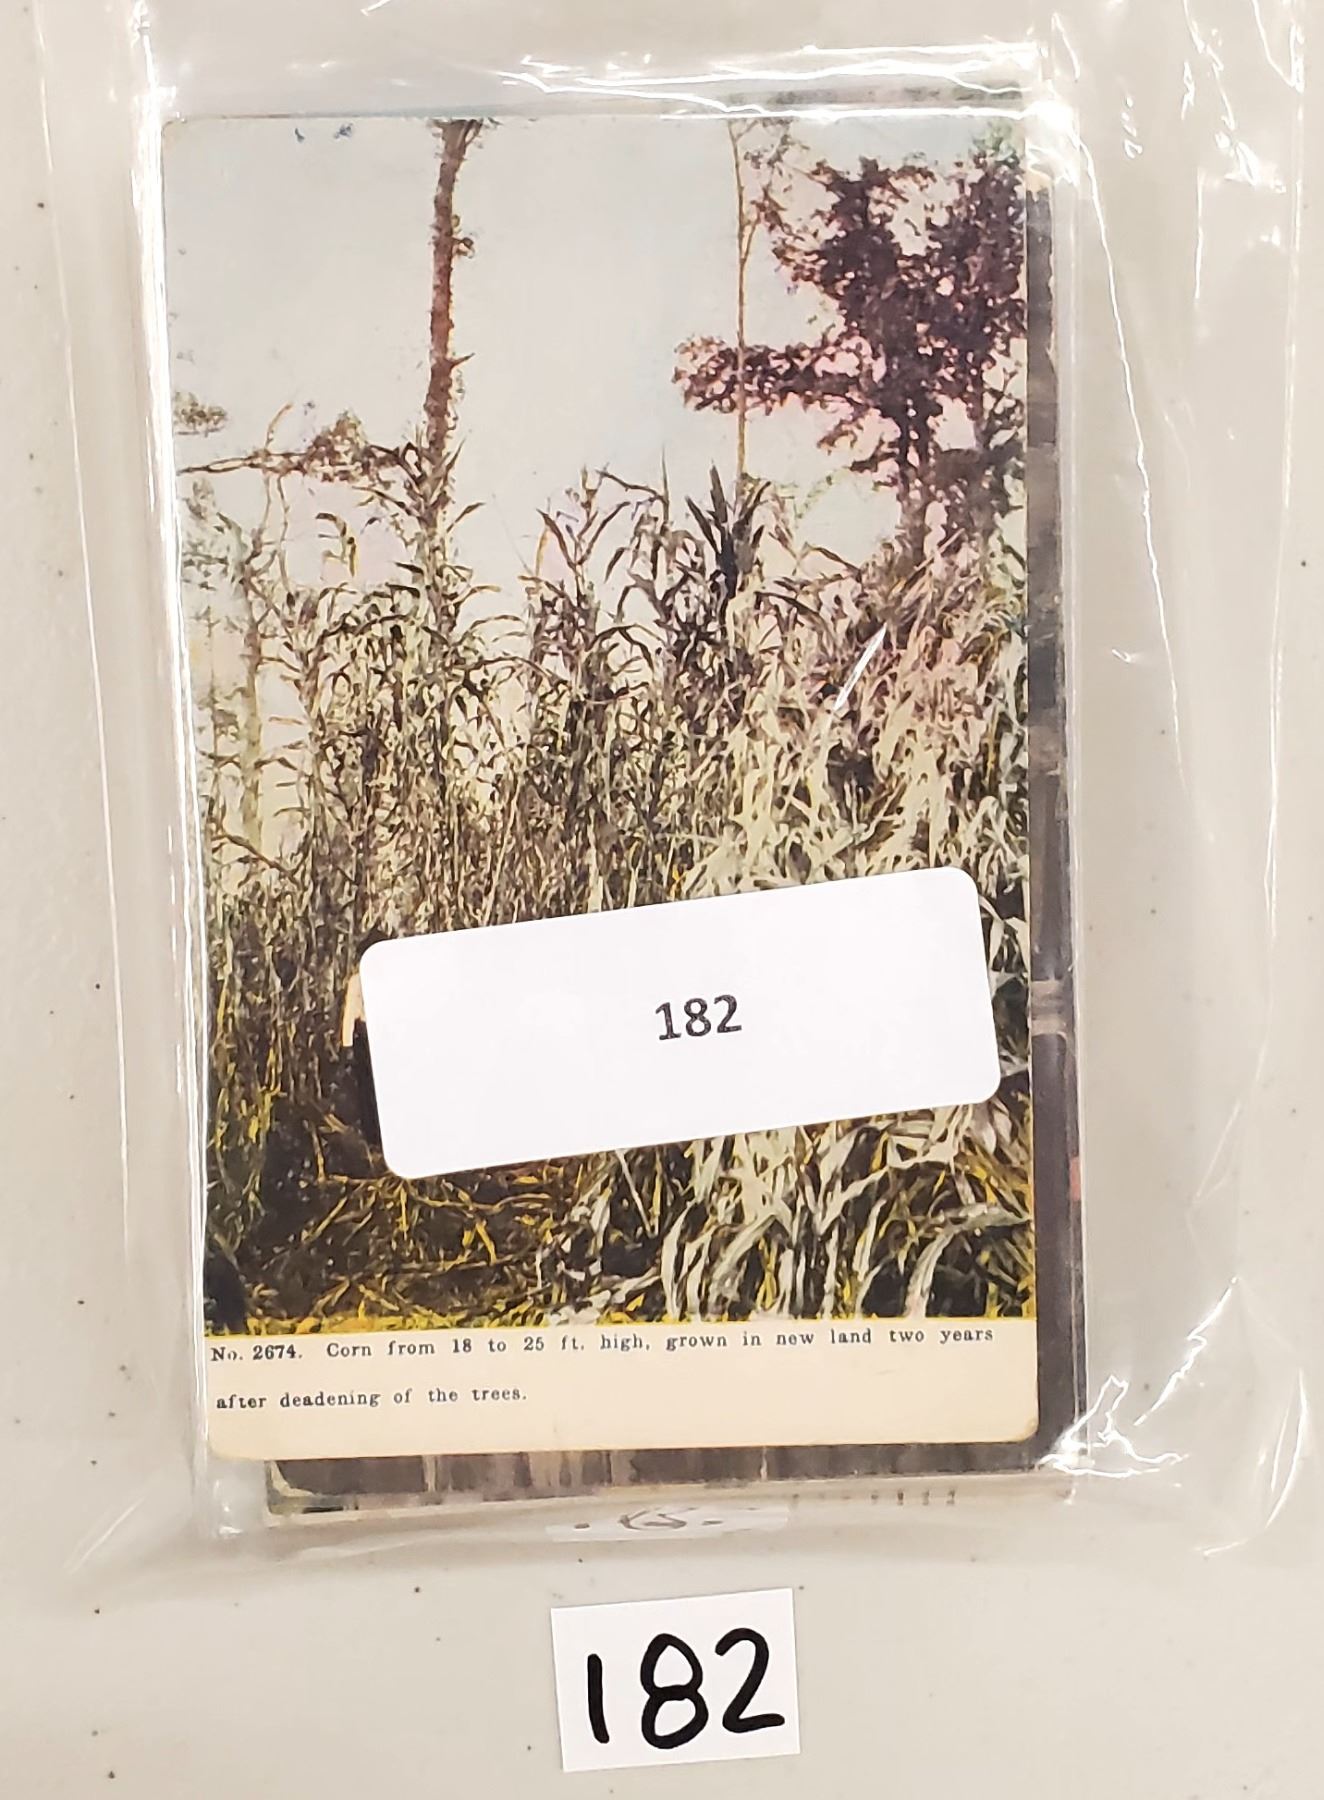 182
No. 2674. Corn from 18 to 25 ft. high, grown in new land two years
after deadening of the trees.
182